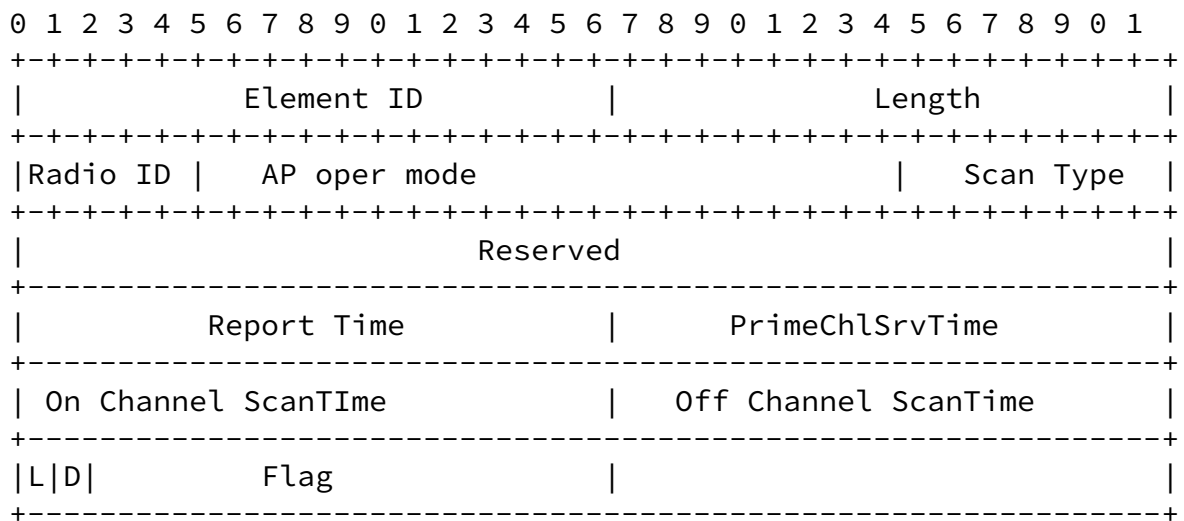 0 1 2 3 4 5 6 7 8 9 0 1 2 3 4 5 6 7 8 9 0 1 2 3 4 5 6 7 8 9 0 1
+-+-+-+-+-+-+-+-+-+-+-+-+-+-+-+-+-+-+-+-+-+-+-+-+-+-+-+-+-+-+-+-+
|            Element ID          |              Length           |
+-+-+-+-+-+-+-+-+-+-+-+-+-+-+-+-+-+-+-+-+-+-+-+-+-+-+-+-+-+-+-+-+
|Radio ID |   AP oper mode                       |   Scan Type  |
+-+-+-+-+-+-+-+-+-+-+-+-+-+-+-+-+-+-+-+-+-+-+-+-+-+-+-+-+-+-+-+-+
|                         Reserved                               |
+----------------------------------------------------------------+
|          Report Time           |      PrimeChlSrvTime          |
+----------------------------------------------------------------+
| On Channel ScanTIme            |   Off Channel ScanTime        |
+----------------------------------------------------------------+
|L|D|         Flag               |                               |
+----------------------------------------------------------------+